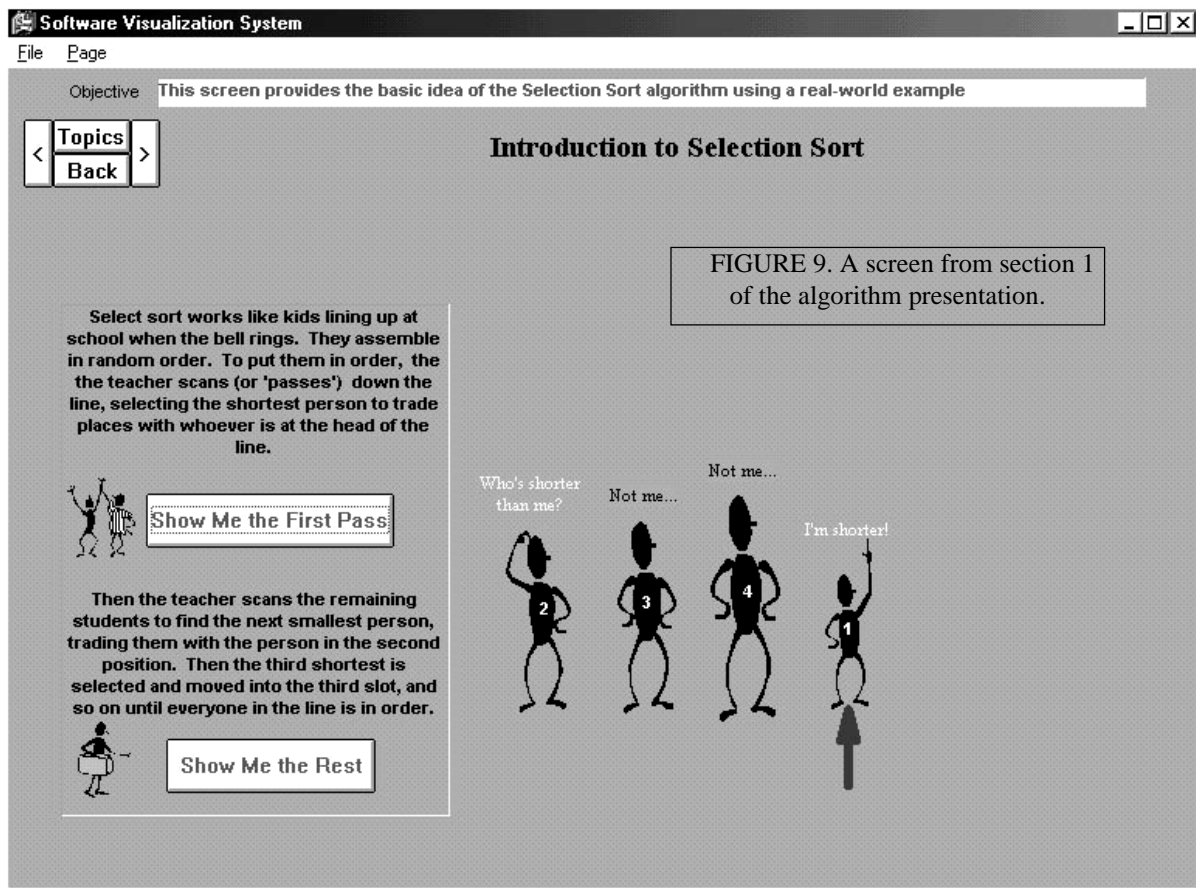 Software Visualization System
File Page
Objective This screen provides the basic idea of the Selection Sort algorithm using a real-world example
< Topics >
Back
Introduction to Selection Sort
FIGURE 9. A screen from section 1
of the algorithm presentation.
Select sort works like kids lining up at
school when the bell rings. They assemble
in random order. To put them in order, the
the teacher scans (or 'passes') down the
line, selecting the shortest person to trade
places with whoever is at the head of the
line.
Show Me the First Pass
Then the teacher scans the remaining
students to find the next smallest person,
trading them with the person in the second
position. Then the third shortest is
selected and moved into the third slot, and
so on until everyone in the line is in order.
Show Me the Rest
Who's shorter
than me?
Not me...
Not me...
I'm shorter!
2
3
4
1